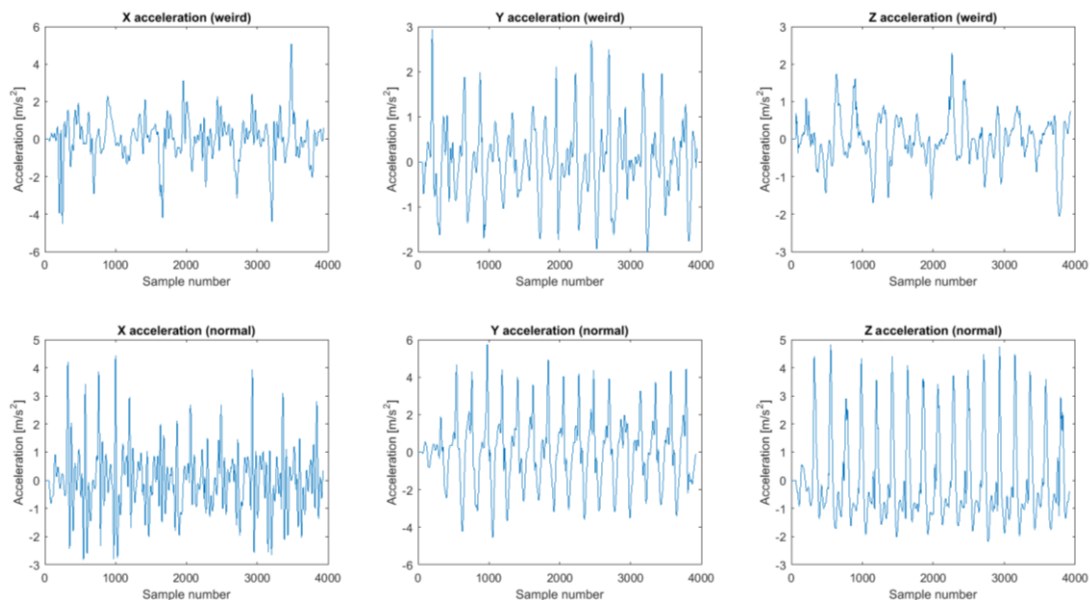 X acceleration (weird)
Y acceleration (weird)
Z acceleration (weird)
6
4
2
0
-2
-4
-6
Acceleration [m/s²]
0 1000 2000 3000 4000
Sample number
3
2
1
0
-1
-2
Acceleration [m/s²]
0 1000 2000 3000 4000
Sample number
3
2
1
0
-1
-2
-3
Acceleration [m/s²]
0 1000 2000 3000 4000
Sample number
X acceleration (normal)
Y acceleration (normal)
Z acceleration (normal)
5
4
3
2
1
0
-1
-2
-3
Acceleration [m/s²]
0 1000 2000 3000 4000
Sample number
6
4
2
0
-2
-4
-6
Acceleration [m/s²]
0 1000 2000 3000 4000
Sample number
5
4
3
2
1
0
-1
-2
-3
Acceleration [m/s²]
0 1000 2000 3000 4000
Sample number